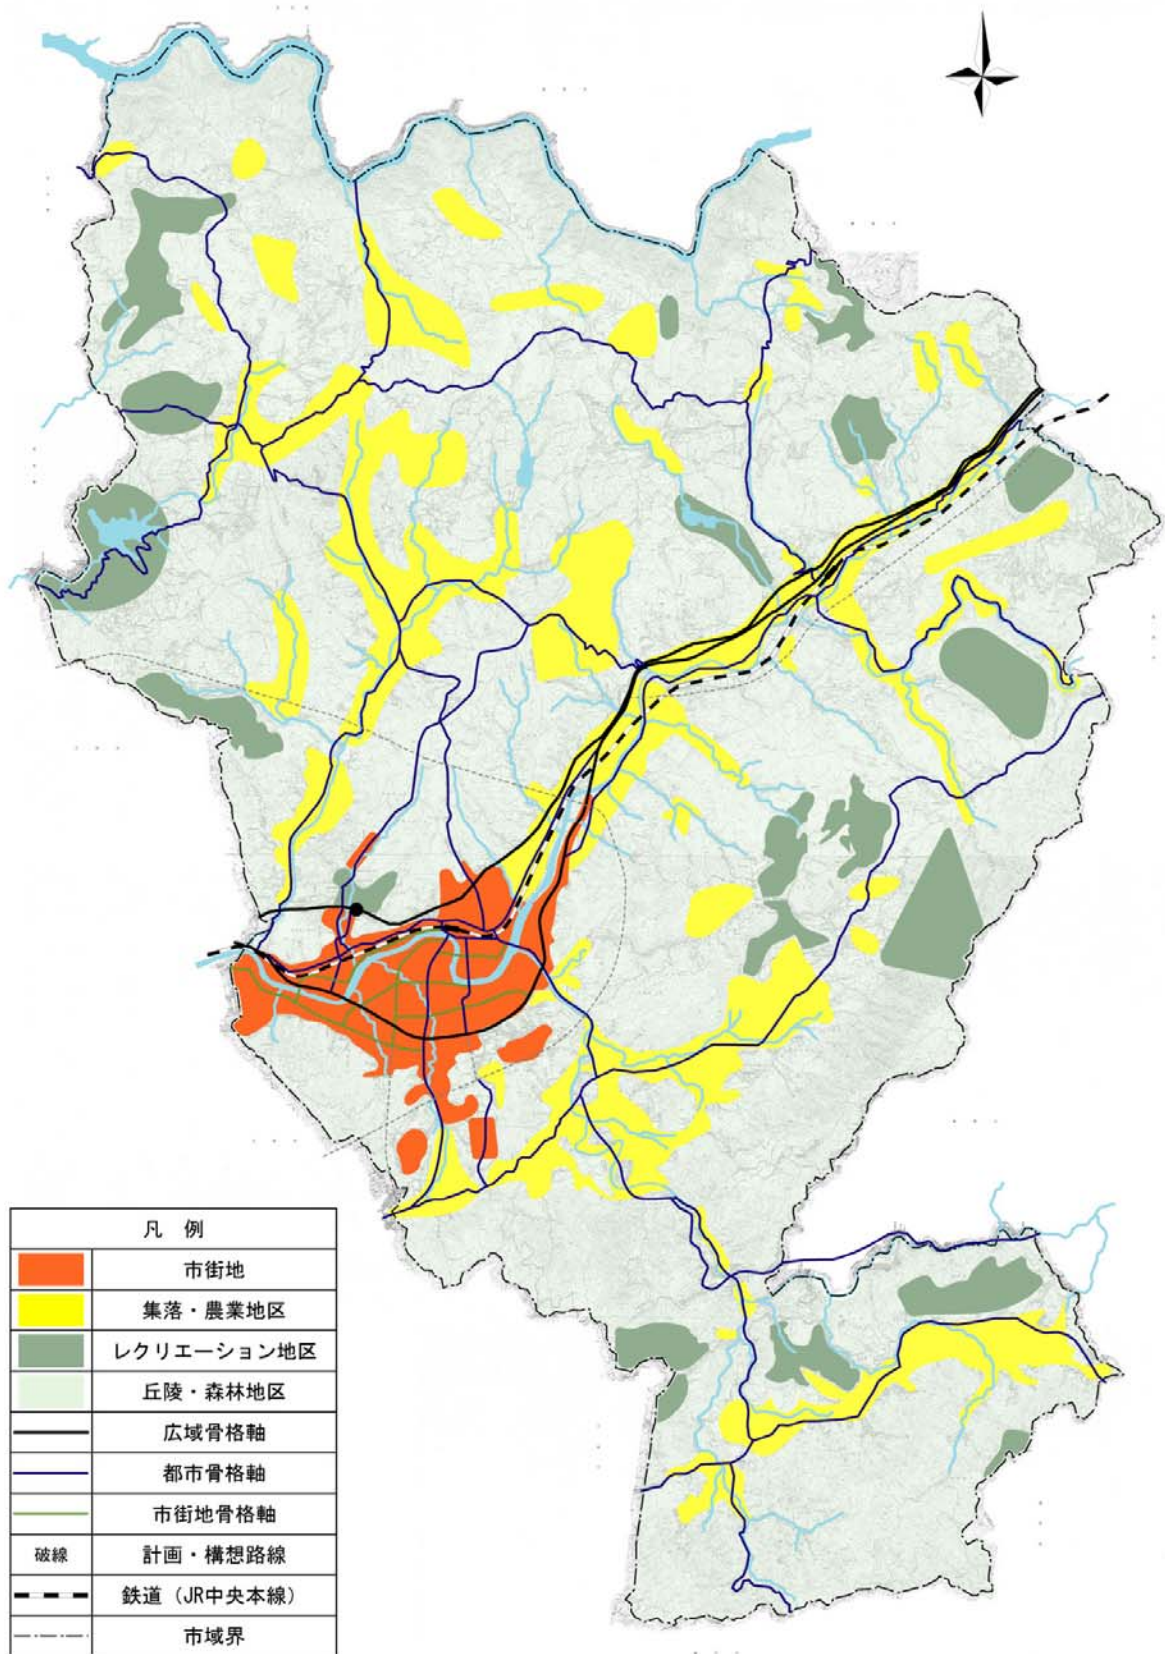 凡 例
市街地
集落・農業地区
レクリエーション地区
丘陵・森林地区
広域骨格軸
都市骨格軸
市街地骨格軸
破線 計画・構想路線
鉄道（JR中央本線）
市域界